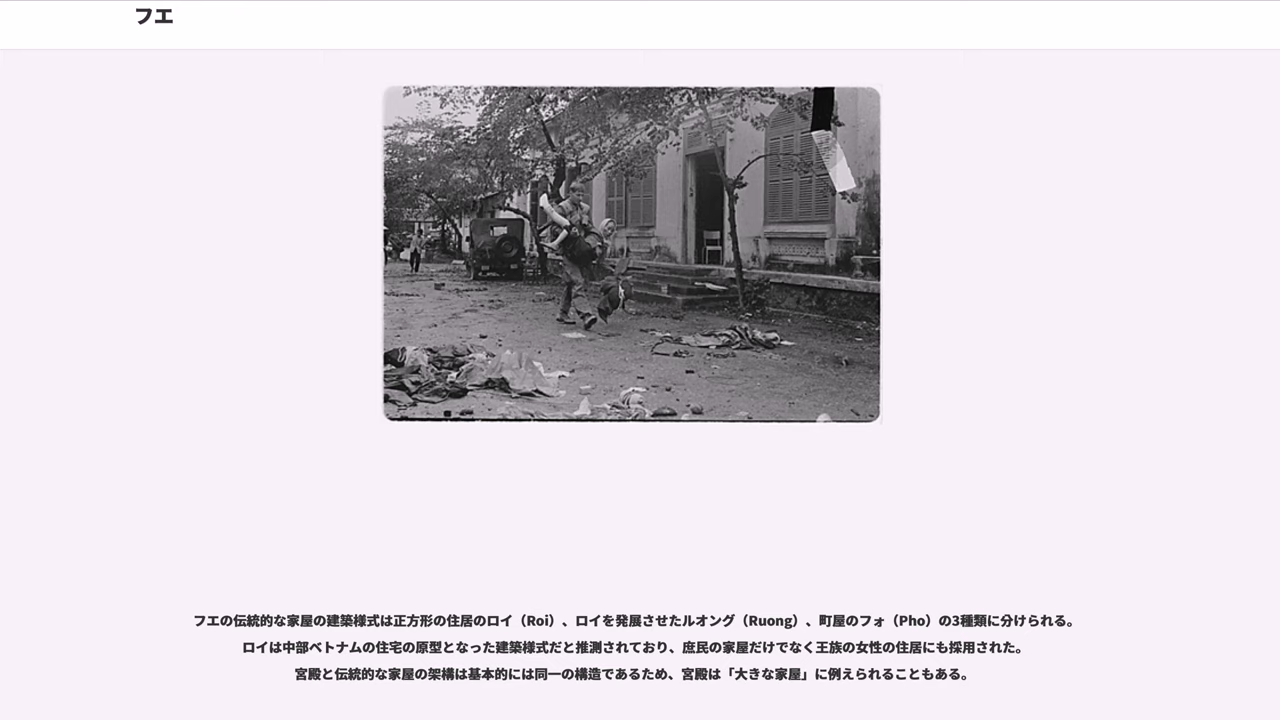 フエ
フエの伝統的な家屋の建築様式は正方形の住居のロイ（Roi）、ロイを発展させたルオング（Ruong）、町屋のフォ（Pho）の3種類に分けられる。
ロイは中部ベトナムの住宅の原型となった建築様式だと推測されており、庶民の家屋だけでなく王族の女性の住居にも採用された。
宮殿と伝統的な家屋の架構は基本的には同一の構造であるため、宮殿は「大きな家屋」に例えられることもある。